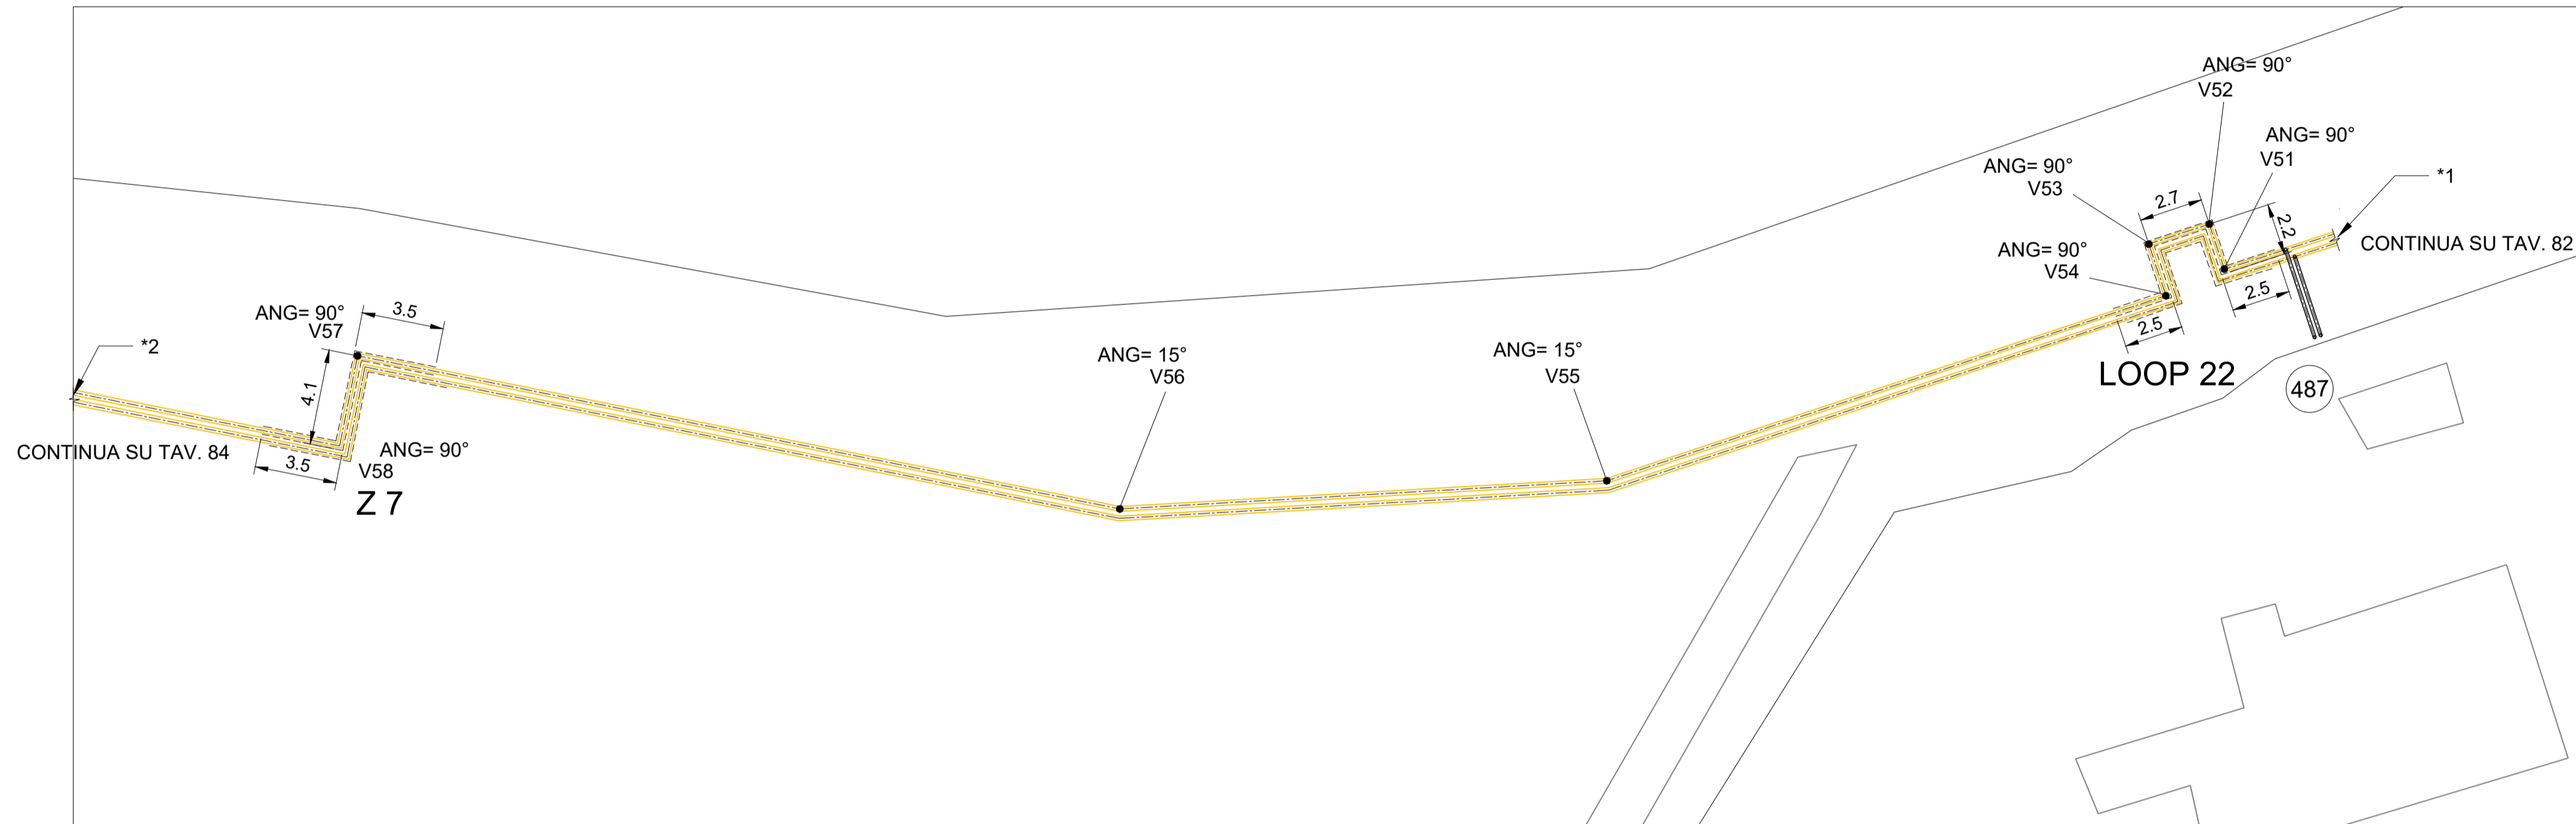 ANG= 90°
V52
ANG= 90°
V51
ANG= 90°
V53
*1
2.7
2.2
CONTINUA SU TAV. 82
ANG= 90°
V54
2.5
2.5
LOOP 22
487
ANG= 90°
V57
3.5
*2
4.1
ANG= 15°
V56
ANG= 15°
V55
CONTINUA SU TAV. 84
3.5
ANG= 90°
V58
Z 7